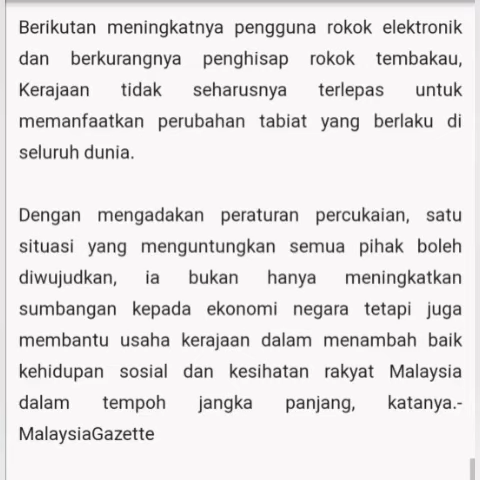 Berikutan meningkatnya pengguna rokok elektronik
dan berkurangnya penghisap rokok tembakau,
Kerajaan tidak seharusnya terlepas untuk
memanfaatkan perubahan tabiat yang berlaku di
seluruh dunia.
Dengan mengadakan peraturan percukaian, satu
situasi yang menguntungkan semua pihak boleh
diwujudkan, ia bukan hanya meningkatkan
sumbangan kepada ekonomi negara tetapi juga
membantu usaha kerajaan dalam menambah baik
kehidupan sosial dan kesihatan rakyat Malaysia
dalam tempoh jangka panjang, katanya.-
MalaysiaGazette